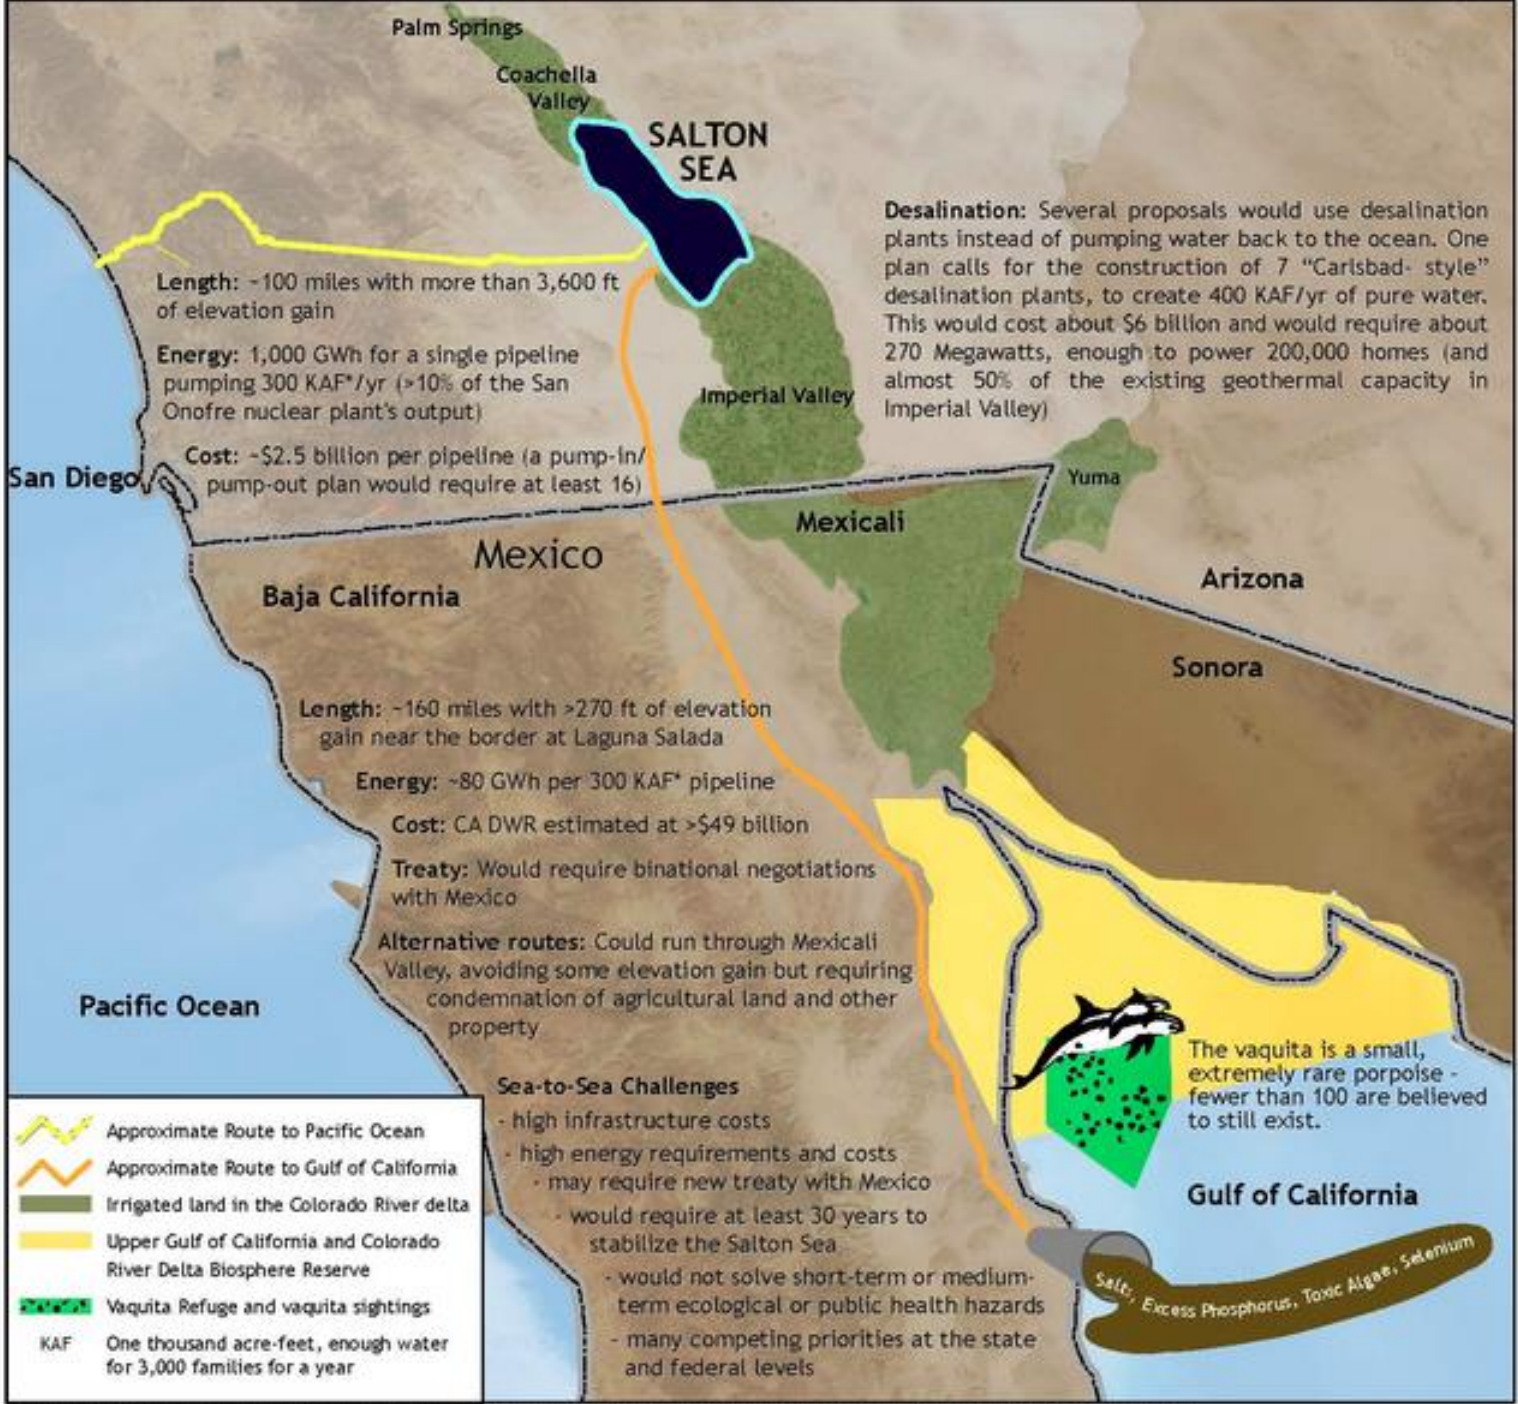 Palm Springs
Coachella
Valley
SALTON
SEA
Desalination: Several proposals would use desalination
plants instead of pumping water back to the ocean. One
plan calls for the construction of 7 “Carlsbad- style”
desalination plants, to create 400 KAF/yr of pure water.
This would cost about $6 billion and would require about
270 Megawatts, enough to power 200,000 homes (and
almost 50% of the existing geothermal capacity in
Imperial Valley)
Length: ~100 miles with more than 3,600 ft
of elevation gain
Energy: 1,000 GWh for a single pipeline
pumping 300 KAF*/yr (>10% of the San
Onofre nuclear plant's output)
Cost: ~$2.5 billion per pipeline (a pump-in/
pump-out plan would require at least 16)
Imperial Valley
San Diego
Yuma
Mexicali
Mexico
Baja California
Arizona
Sonora
Length: ~160 miles with >270 ft of elevation
gain near the border at Laguna Salada
Energy: ~80 GWh per 300 KAF* pipeline
Cost: CA DWR estimated at >$49 billion
Treaty: Would require binational negotiations
with Mexico
Alternative routes: Could run through Mexicali
Valley, avoiding some elevation gain but requiring
condemnation of agricultural land and other
property
Pacific Ocean
The vaquita is a small,
extremely rare porpoise -
fewer than 100 are believed
to still exist.
Sea-to-Sea Challenges
- high infrastructure costs
- high energy requirements and costs
- may require new treaty with Mexico
- would require at least 30 years to
stabilize the Salton Sea
- would not solve short-term or medium-
term ecological or public health hazards
- many competing priorities at the state
and federal levels
Gulf of California
Salts, Excess Phosphorus, Toxic Algae, Selenium
Approximate Route to Pacific Ocean
Approximate Route to Gulf of California
Irrigated land in the Colorado River delta
Upper Gulf of California and Colorado
River Delta Biosphere Reserve
Vaquita Refuge and vaquita sightings
KAF One thousand acre-feet, enough water
for 3,000 families for a year